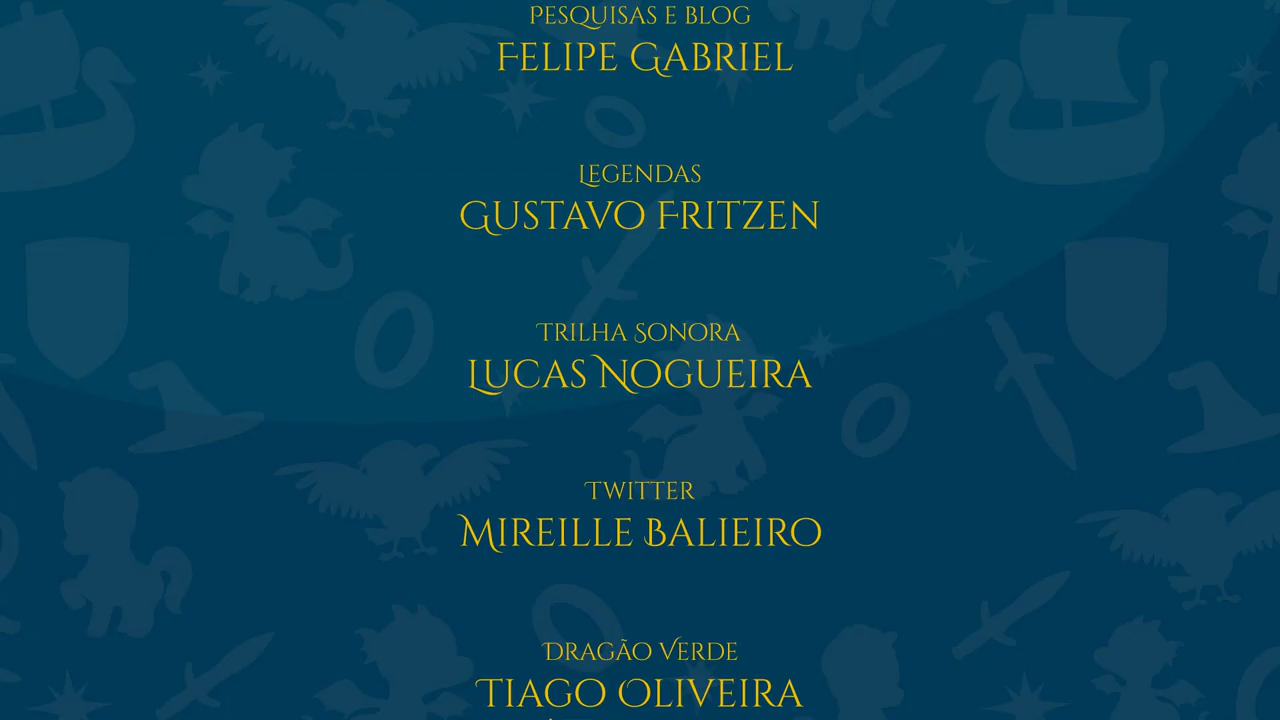 Pesquisas e blog
Felipe Gabriel
Legendas
Gustavo Fritzen
Trilha Sonora
Lucas Nogueira
Twitter
Mireille Balieiro
Dragão Verde
Tiago Oliveira